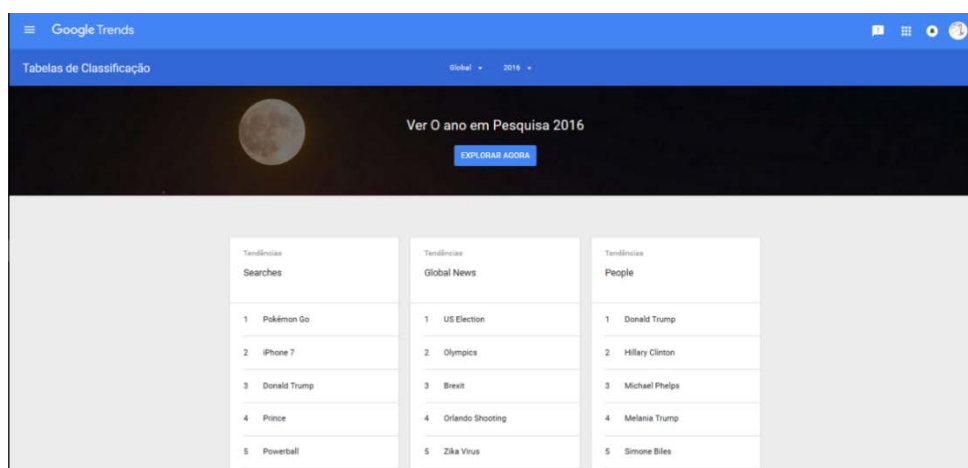 Google Trends
Tabelas de Classificação
Global
2016
Ver O ano em Pesquisa 2016
EXPLORAR AGORA
Tendências
Searches
1 Pokémon Go
2 iPhone 7
3 Donald Trump
4 Prince
5 Powerball
Tendências
Global News
1 US Election
2 Olympics
3 Brexit
4 Orlando Shooting
5 Zika Virus
Tendências
People
1 Donald Trump
2 Hillary Clinton
3 Michael Phelps
4 Melania Trump
5 Simone Biles